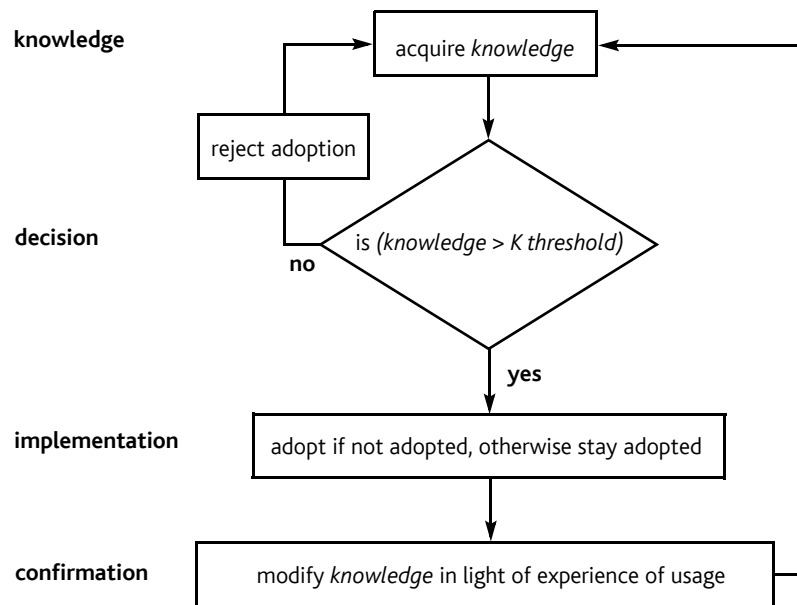 knowledge
acquire knowledge
reject adoption
decision
is (knowledge > K threshold)
no
yes
implementation
adopt if not adopted, otherwise stay adopted
confirmation
modify knowledge in light of experience of usage